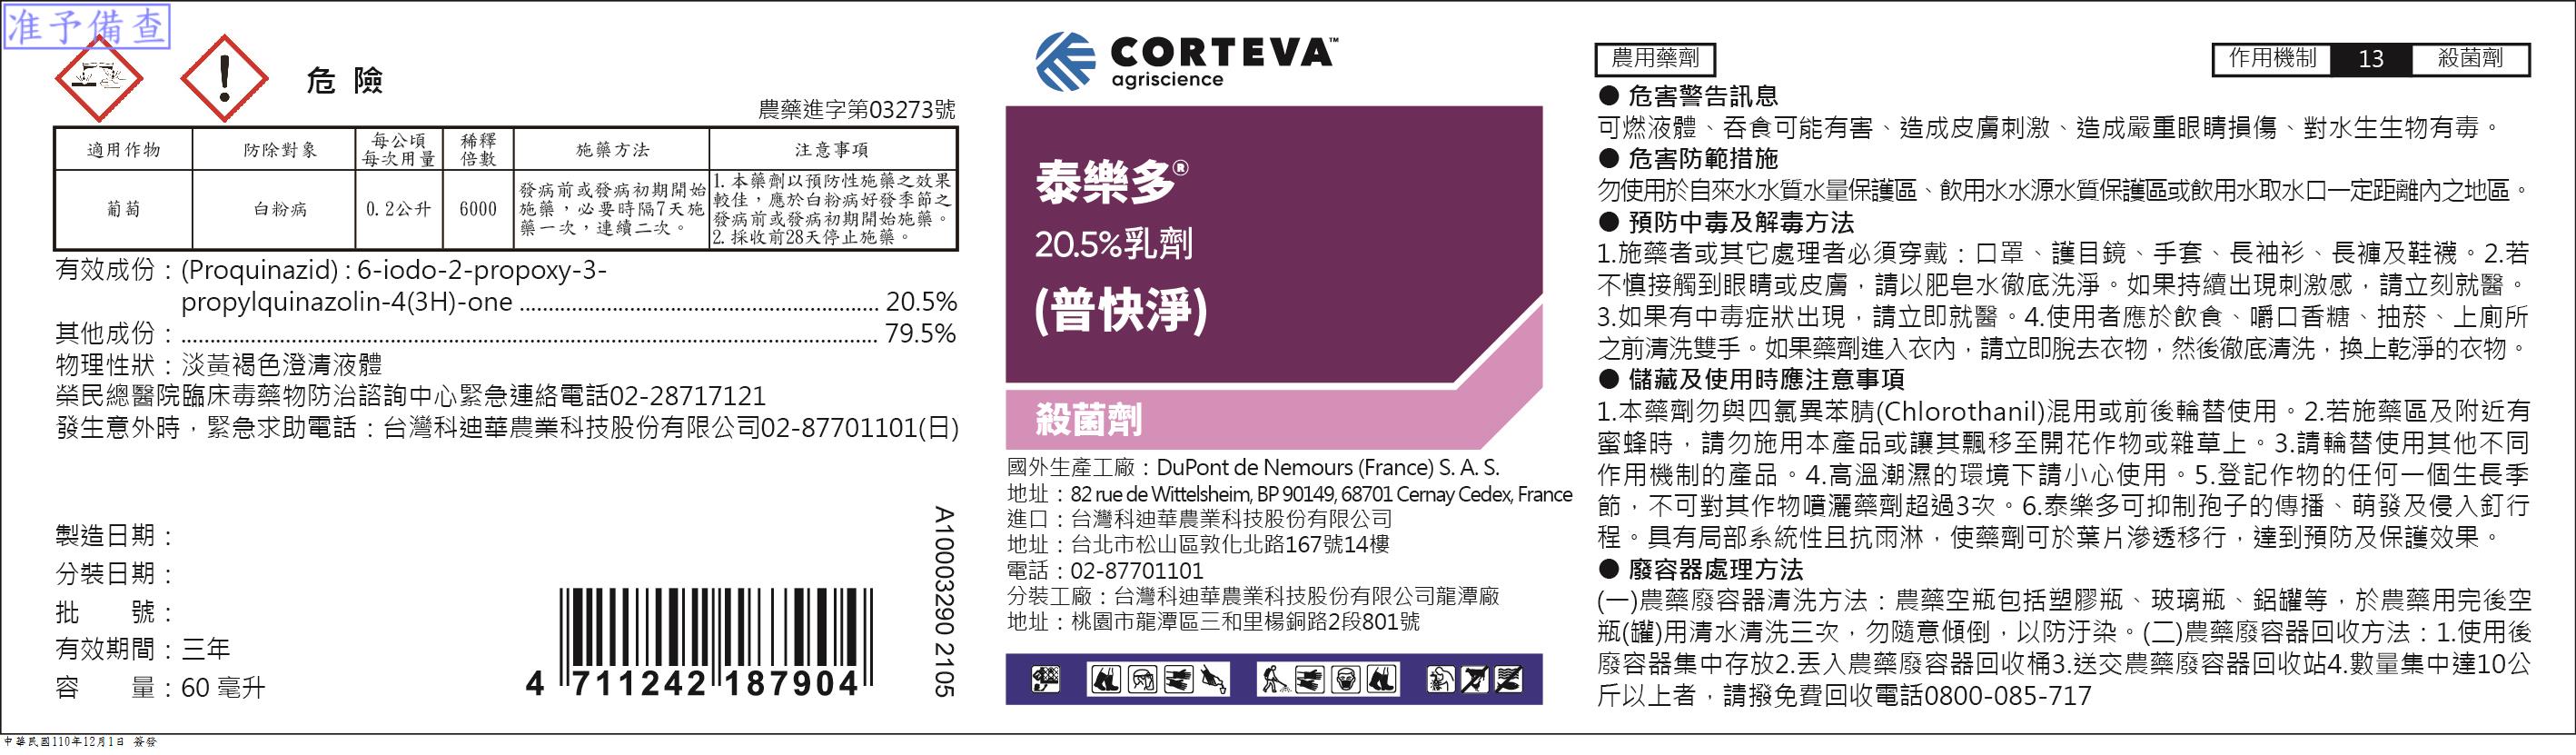 准予備查
危 險
農藥進字第03273號
適用作物 防除對象 每公頃每次用量 稀釋倍數 施藥方法 注意事項
葡萄 白粉病 0.2公升 6000
發病前或發病初期開始
施藥，必要時隔7天施
藥一次，連續二次。
1. 本藥劑以預防性施藥之效果
較佳，應於白粉病好發季節之
發病前或發病初期開始施藥。
2. 採收前28天停止施藥。
有效成份：(Proquinazid) : 6-iodo-2-propoxy-3-
propylquinazolin-4(3H)-one ............ 20.5%
其他成份：............ 79.5%
物理性狀：淡黃褐色澄清液體
榮民總醫院臨床毒藥物防治諮詢中心緊急連絡電話02-28717121
發生意外時，緊急求助電話：台灣科迪華農業科技股份有限公司02-87701101(日)
製造日期：
分裝日期：
批　　號：
有效期間：三年
容　　量：60 毫升
4 711242 187904
A10003290 2105
CORTEVA™
agriscience
泰樂多®
20.5%乳劑
(普快淨)
殺菌劑
國外生產工廠：DuPont de Nemours (France) S. A. S.
地址：82 rue de Wittelsheim, BP 90149, 68701 Cernay Cedex, France
進口：台灣科迪華農業科技股份有限公司
地址：台北市松山區敦化北路167號14樓
電話：02-87701101
分裝工廠：台灣科迪華農業科技股份有限公司龍潭廠
地址：桃園市龍潭區三和里楊銅路2段801號
農用藥劑
作用機制 13 殺菌劑
● 危害警告訊息
可燃液體、吞食可能有害、造成皮膚刺激、造成嚴重眼睛損傷、對水生生物有毒。
● 危害防範措施
勿使用於自來水水質水量保護區、飲用水水源水質保護區或飲用水取水口一定距離內之地區。
● 預防中毒及解毒方法
1.施藥者或其它處理者必須穿戴：口罩、護目鏡、手套、長袖衫、長褲及鞋襪。2.若
不慎接觸到眼睛或皮膚，請以肥皂水徹底洗淨。如果持續出現刺激感，請立刻就醫。
3.如果有中毒症狀出現，請立即就醫。4.使用者應於飲食、嚼口香糖、抽菸、上廁所
之前清洗雙手。如果藥劑進入衣內，請立即脫去衣物，然後徹底清洗，換上乾淨的衣物。
● 儲藏及使用時應注意事項
1.本藥劑勿與四氯異苯腈(Chlorothanil)混用或前後輪替使用。2.若施藥區及附近有
蜜蜂時，請勿施用本產品或讓其飄移至開花作物或雜草上。3.請輪替使用其他不同
作用機制的產品。4.高溫潮濕的環境下請小心使用。5.登記作物的任何一個生長季
節，不可對其作物噴灑藥劑超過3次。6.泰樂多可抑制孢子的傳播、萌發及侵入釘行
程。具有局部系統性且抗雨淋，使藥劑可於葉片滲透移行，達到預防及保護效果。
● 廢容器處理方法
(一)農藥廢容器清洗方法：農藥空瓶包括塑膠瓶、玻璃瓶、鋁罐等，於農藥用完後空
瓶(罐)用清水清洗三次，勿隨意傾倒，以防汙染。(二)農藥廢容器回收方法：1.使用後
廢容器集中存放2.丟入農藥廢容器回收桶3.送交農藥廢容器回收站4.數量集中達10公
斤以上者，請撥免費回收電話0800-085-717
中華民國110年12月1日 簽發